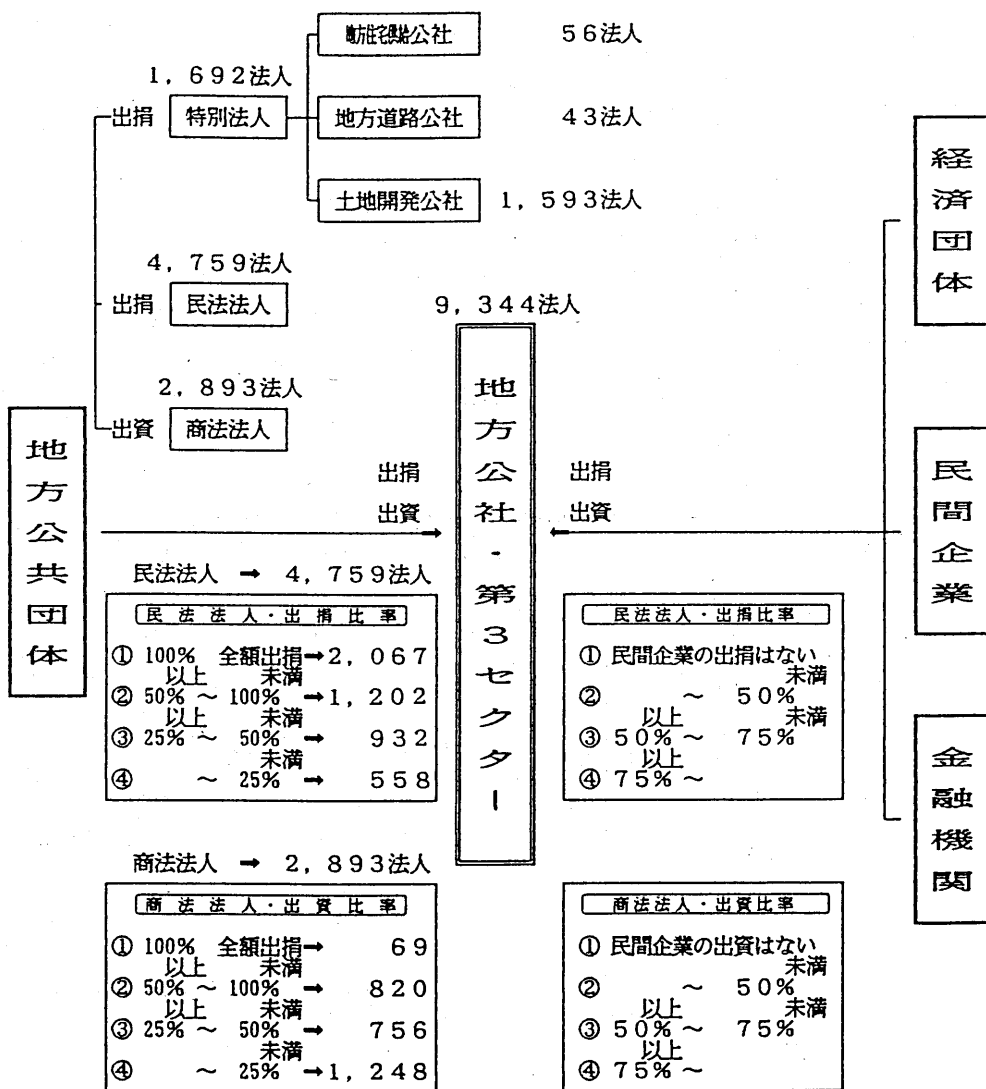 地方住宅供給公社 56法人
1,692法人
出捐 特別法人 地方道路公社 43法人
土地開発公社 1,593法人
4,759法人
出捐 民法法人
2,893法人
出資 商法法人
地方公共団体
9,344法人
地方公社・第3セクター
出捐
出資
出捐
出資
経済団体
民間企業
金融機関
民法法人 → 4,759法人
民法法人・出捐比率
① 100% 全額出捐→2,067
以上 未満
② 50% ~ 100% →1,202
以上 未満
③ 25% ~ 50% → 932
未満
④ ~ 25% → 558
民法法人・出捐比率
① 民間企業の出捐はない
未満
② ~ 50%
以上 未満
③ 50% ~ 75%
以上
④ 75% ~
商法法人 → 2,893法人
商法法人・出資比率
① 100% 全額出捐→ 69
以上 未満
② 50% ~ 100% → 820
以上 未満
③ 25% ~ 50% → 756
未満
④ ~ 25% →1,248
商法法人・出資比率
① 民間企業の出資はない
未満
② ~ 50%
以上 未満
③ 50% ~ 75%
以上
④ 75% ~